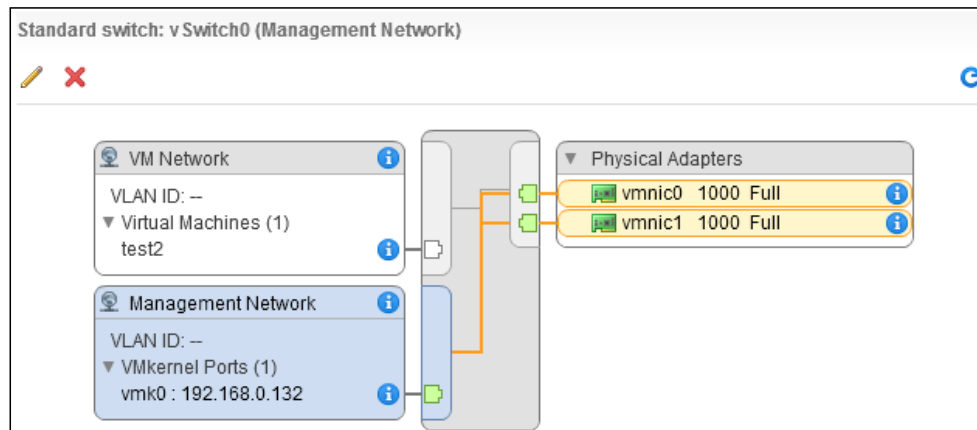 Standard switch: vSwitch0 (Management Network)
VM Network
VLAN ID: --
Virtual Machines (1)
test2
Management Network
VLAN ID: --
VMkernel Ports (1)
vmk0 : 192.168.0.132
Physical Adapters
vmnic0 1000 Full
vmnic1 1000 Full